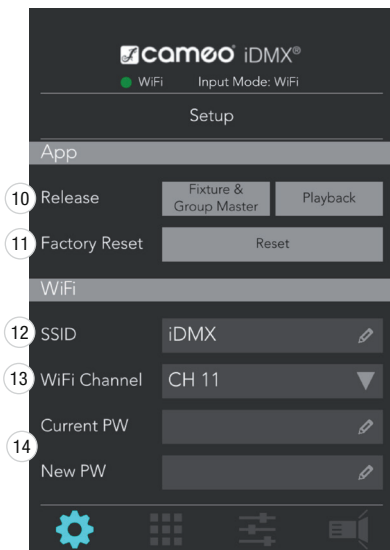 cameo iDMX®
WiFi Input Mode: WiFi
Setup
App
10 Release Fixture & Group Master Playback
11 Factory Reset Reset
WiFi
12 SSID iDMX
13 WiFi Channel CH 11
Current PW
14
New PW